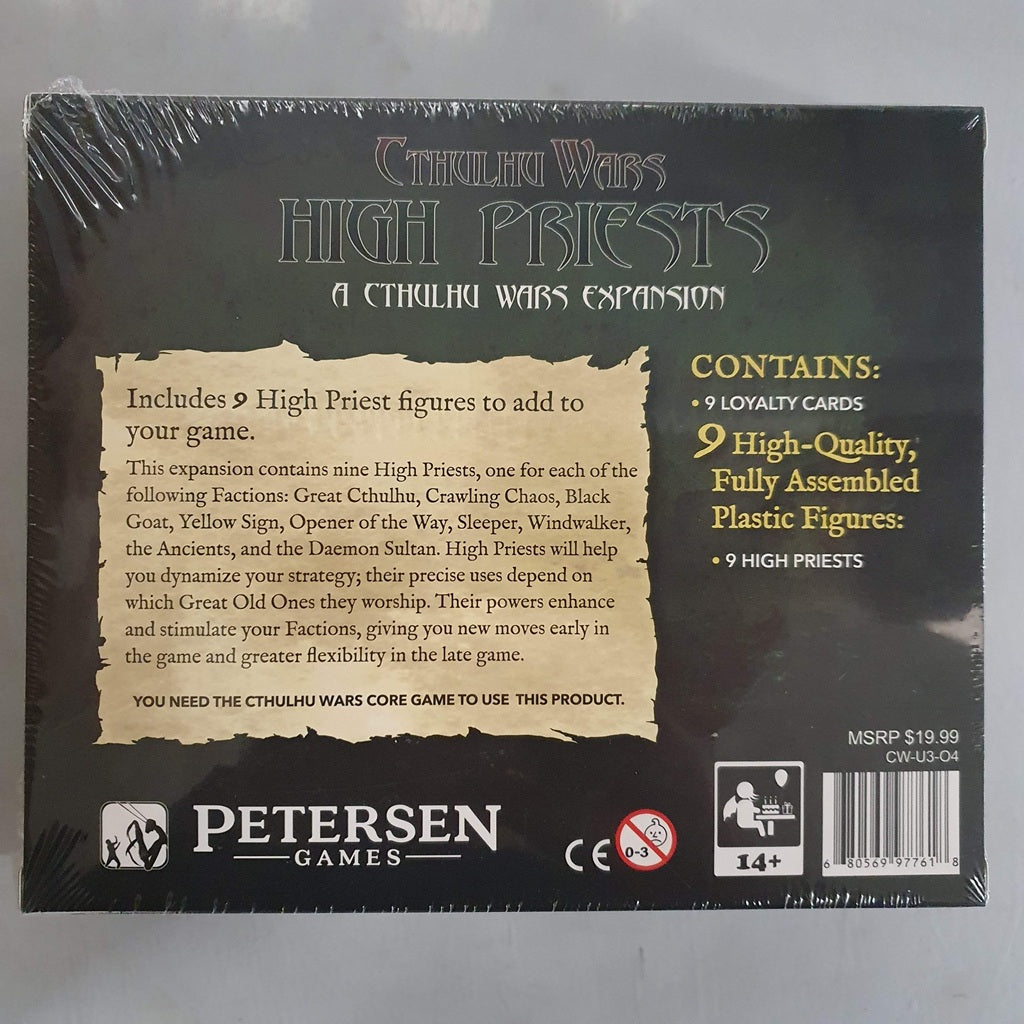 CTHULHU WARS
HIGH PRIESTS
A CTHULHU WARS EXPANSION
Includes 9 High Priest figures to add to
your game.
This expansion contains nine High Priests, one for each of the
following Factions: Great Cthulhu, Crawling Chaos, Black
Goat, Yellow Sign, Opener of the Way, Sleeper, Windwalker,
the Ancients, and the Daemon Sultan. High Priests will help
you dynamize your strategy; their precise uses depend on
which Great Old Ones they worship. Their powers enhance
and stimulate your Factions, giving you new moves early in
the game and greater flexibility in the late game.
YOU NEED THE CTHULHU WARS CORE GAME TO USE THIS PRODUCT.
CONTAINS:
• 9 LOYALTY CARDS
9 High-Quality,
Fully Assembled
Plastic Figures:
• 9 HIGH PRIESTS
MSRP $19.99
CW-U3-O4
PETERSEN
GAMES
CE
0-3
14+
6 80569 97761 8